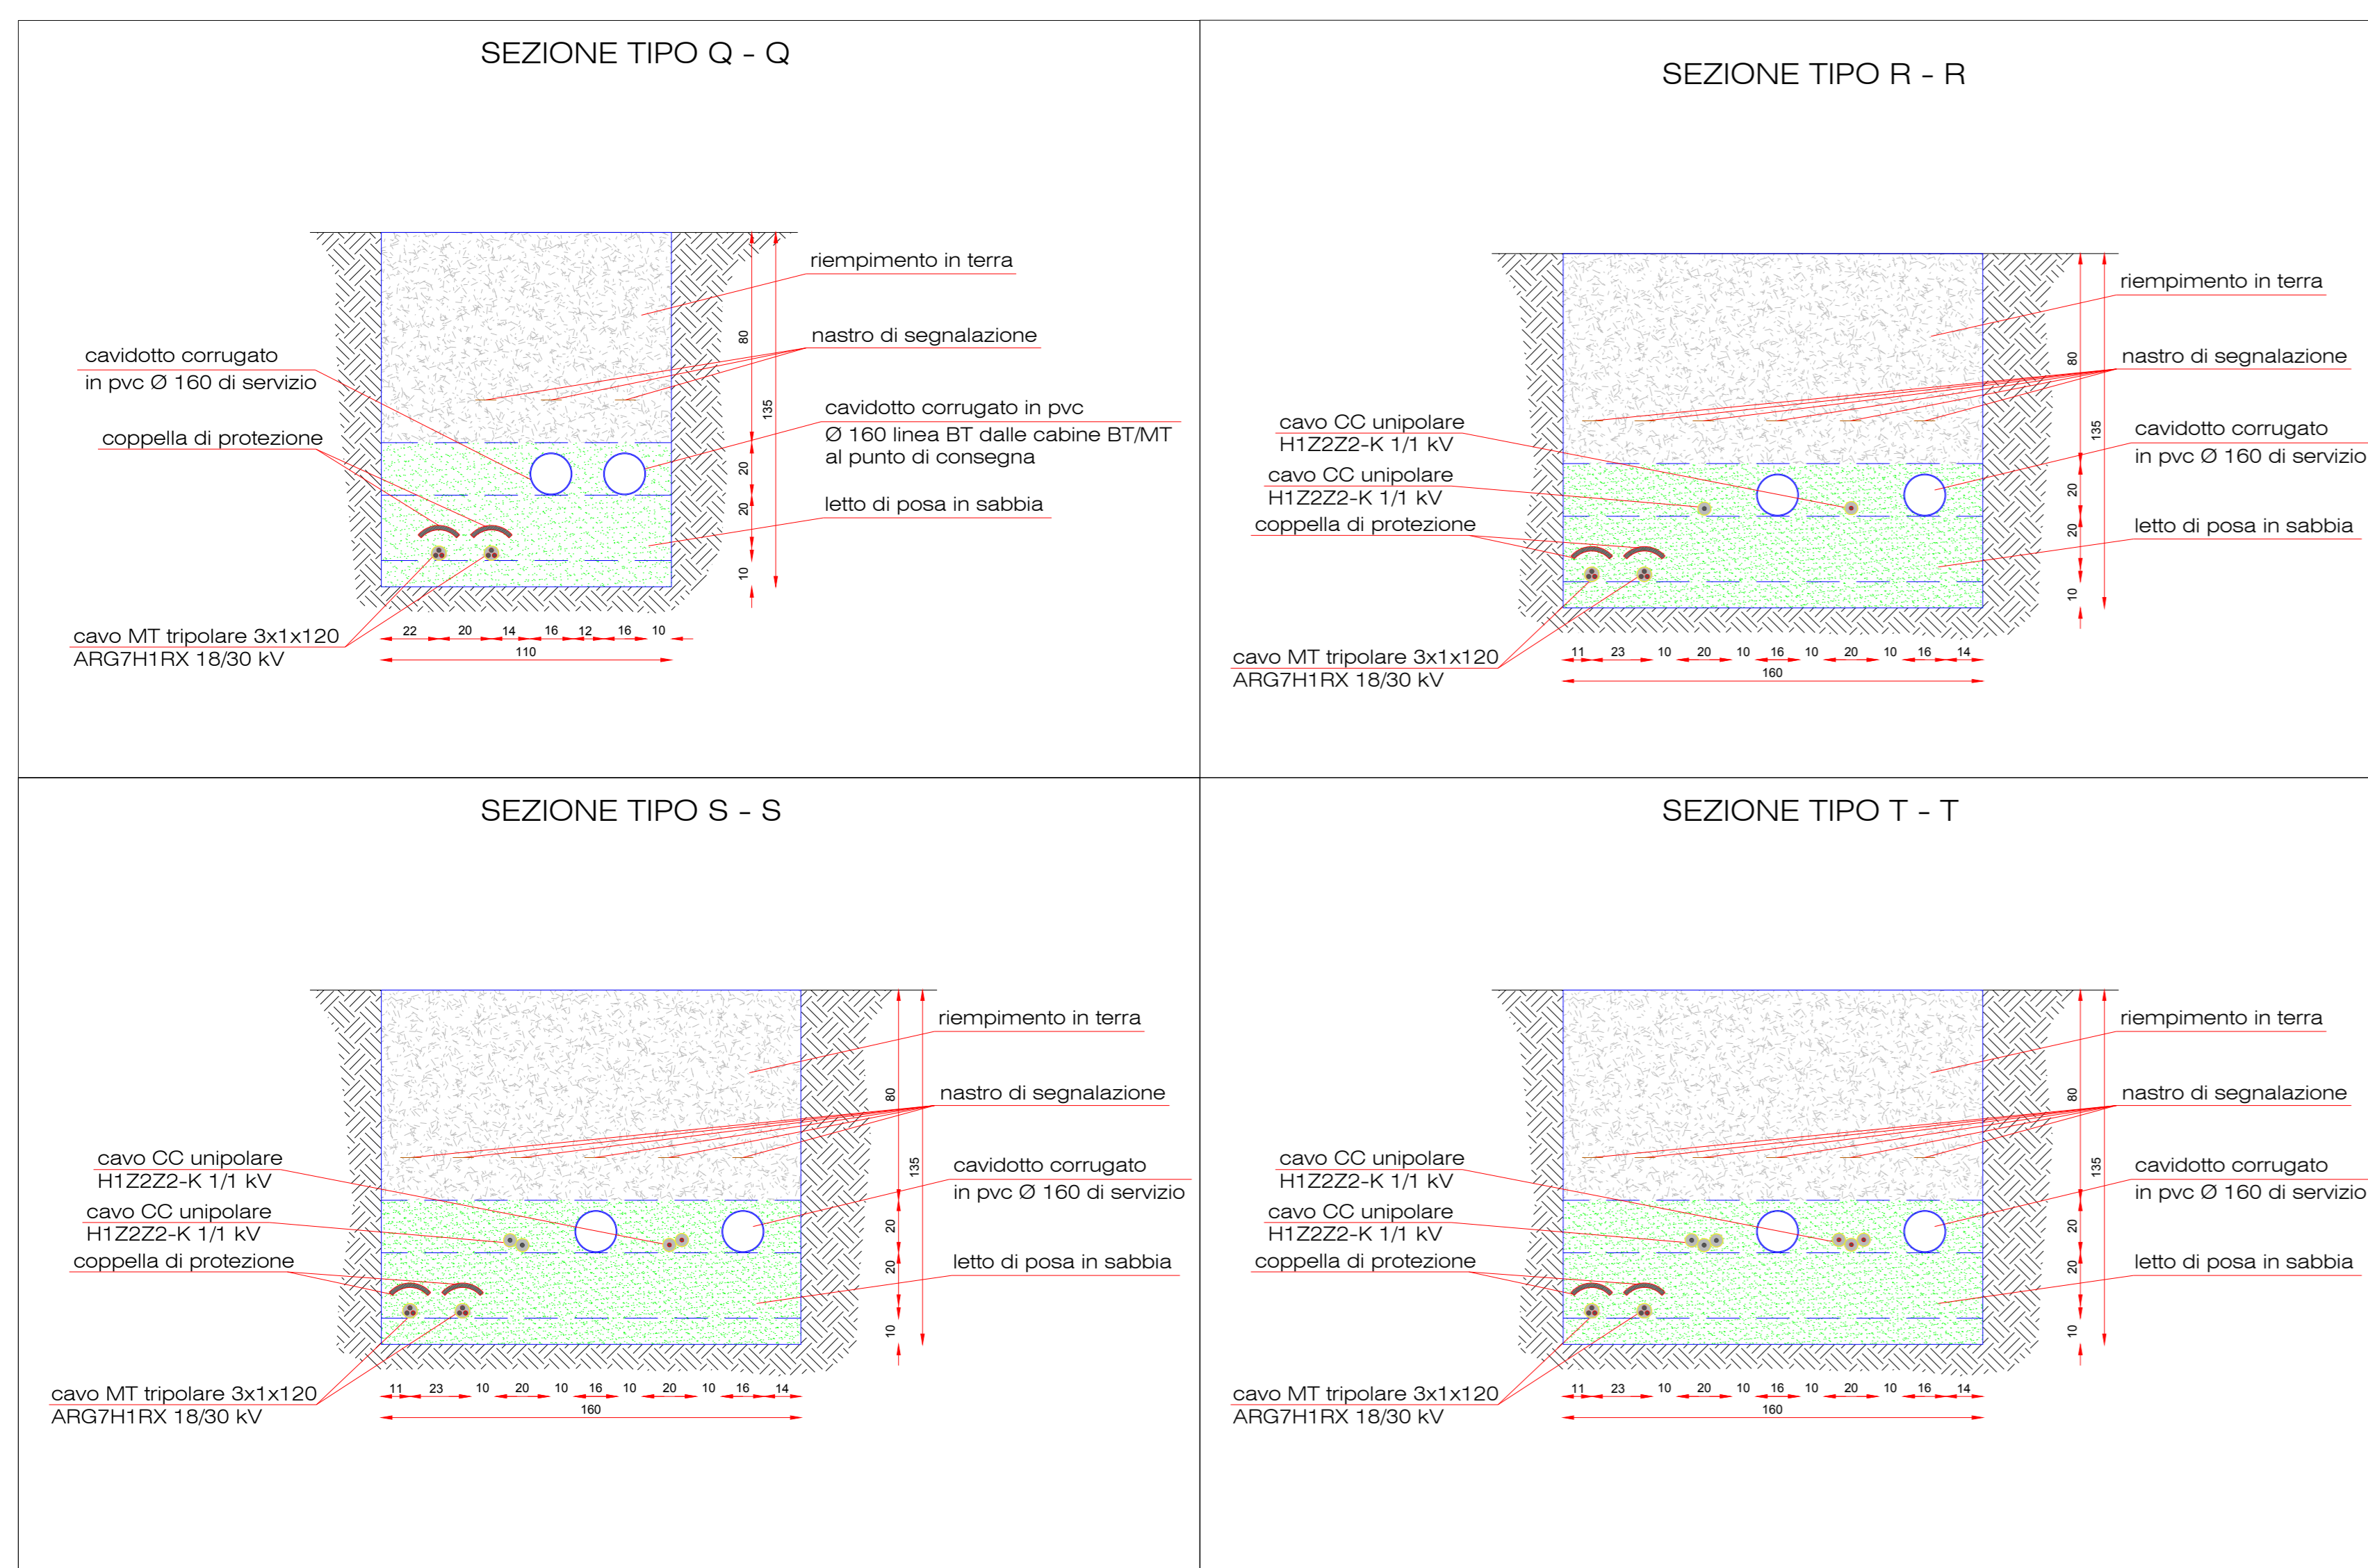 SEZIONE TIPO Q - Q
riempimento in terra
nastro di segnalazione
cavidotto corrugato
in pvc Ø 160 di servizio
cavidotto corrugato in pvc
Ø 160 linea BT dalle cabine BT/MT
al punto di consegna
coppella di protezione
letto di posa in sabbia
cavo MT tripolare 3x1x120
ARG7H1RX 18/30 kV
80
135
20
20
10
22 20 14 16 12 16 10
110
SEZIONE TIPO R - R
riempimento in terra
nastro di segnalazione
cavo CC unipolare
H1Z2Z2-K 1/1 kV
cavidotto corrugato
in pvc Ø 160 di servizio
cavo CC unipolare
H1Z2Z2-K 1/1 kV
coppella di protezione
letto di posa in sabbia
cavo MT tripolare 3x1x120
ARG7H1RX 18/30 kV
80
135
20
20
10
11 23 10 20 10 16 10 20 10 16 14
160
SEZIONE TIPO S - S
riempimento in terra
nastro di segnalazione
cavo CC unipolare
H1Z2Z2-K 1/1 kV
cavidotto corrugato
in pvc Ø 160 di servizio
cavo CC unipolare
H1Z2Z2-K 1/1 kV
coppella di protezione
letto di posa in sabbia
cavo MT tripolare 3x1x120
ARG7H1RX 18/30 kV
80
135
20
20
10
11 23 10 20 10 16 10 20 10 16 14
160
SEZIONE TIPO T - T
riempimento in terra
nastro di segnalazione
cavo CC unipolare
H1Z2Z2-K 1/1 kV
cavidotto corrugato
in pvc Ø 160 di servizio
cavo CC unipolare
H1Z2Z2-K 1/1 kV
coppella di protezione
letto di posa in sabbia
cavo MT tripolare 3x1x120
ARG7H1RX 18/30 kV
80
135
20
20
10
11 23 10 20 10 16 10 20 10 16 14
160